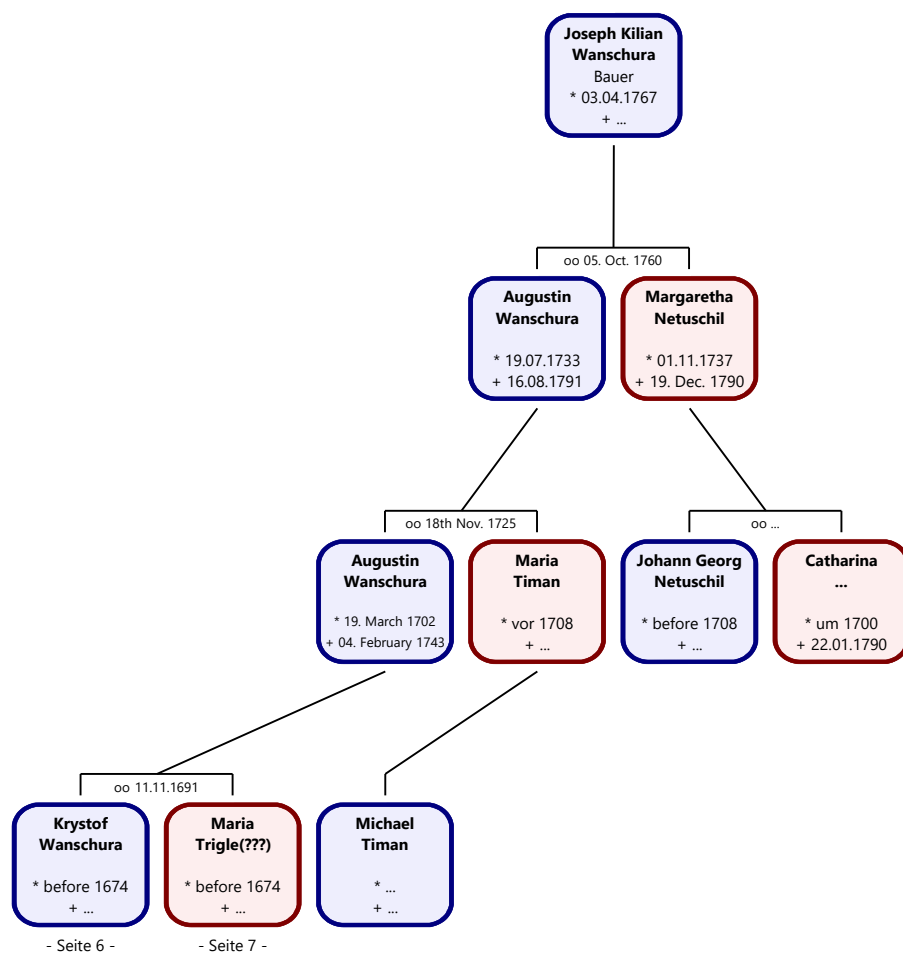 Joseph Kilian
Wanschura
Bauer
* 03.04.1767
+ ...
oo 05. Oct. 1760
Augustin
Wanschura
* 19.07.1733
+ 16.08.1791
Margaretha
Netuschil
* 01.11.1737
+ 19. Dec. 1790
oo 18th Nov. 1725
oo ...
Augustin
Wanschura
* 19. March 1702
+ 04. February 1743
Maria
Timan
* vor 1708
+ ...
Johann Georg
Netuschil
* before 1708
+ ...
Catharina
...
* um 1700
+ 22.01.1790
oo 11.11.1691
Krystof
Wanschura
* before 1674
+ ...
Maria
Trigle(???)
* before 1674
+ ...
Michael
Timan
* ...
+ ...
- Seite 6 -
- Seite 7 -